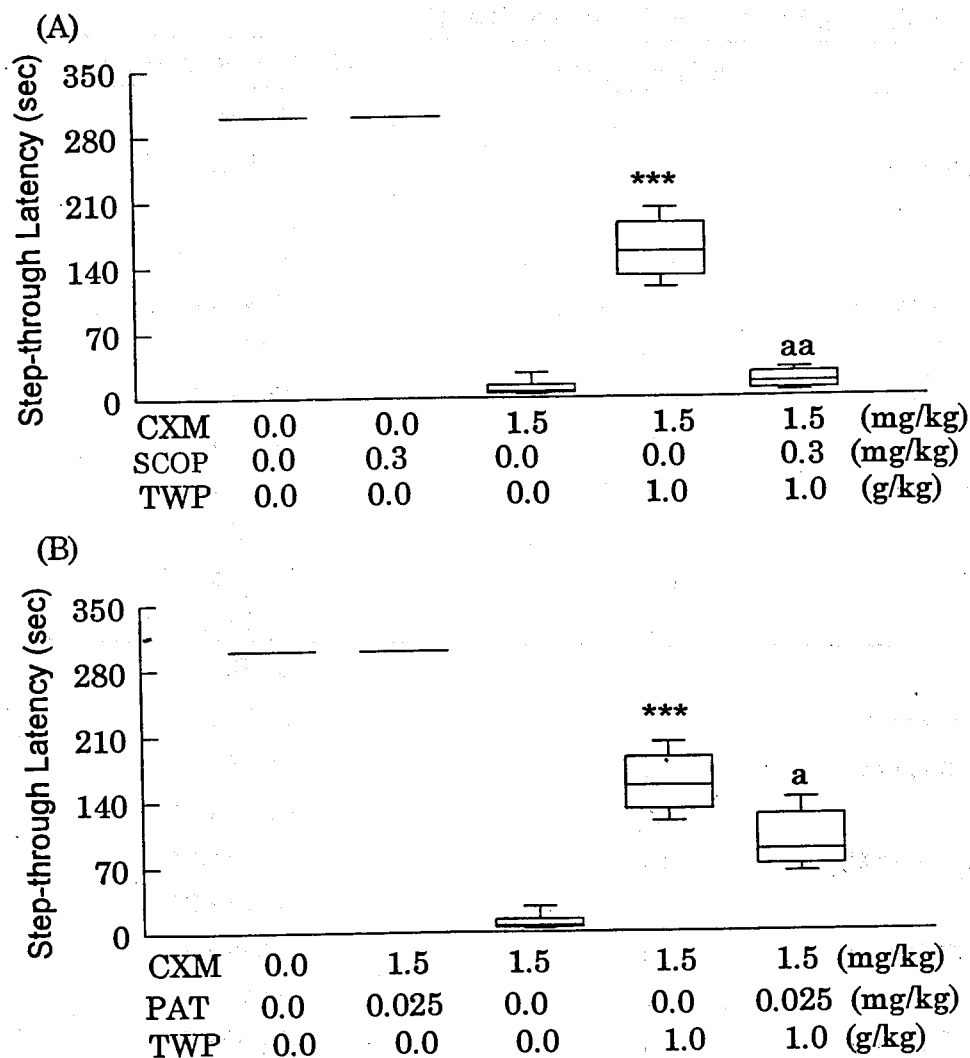 (A)
Step-through Latency (sec)
350
280
210
140
70
0
***
aa
CXM 0.0 0.0 1.5 1.5 1.5 (mg/kg)
SCOP 0.0 0.3 0.0 0.0 0.3 (mg/kg)
TWP 0.0 0.0 0.0 1.0 1.0 (g/kg)
(B)
Step-through Latency (sec)
350
280
210
140
70
0
***
a
CXM 0.0 1.5 1.5 1.5 1.5 (mg/kg)
PAT 0.0 0.025 0.0 0.0 0.025 (mg/kg)
TWP 0.0 0.0 0.0 1.0 1.0 (g/kg)